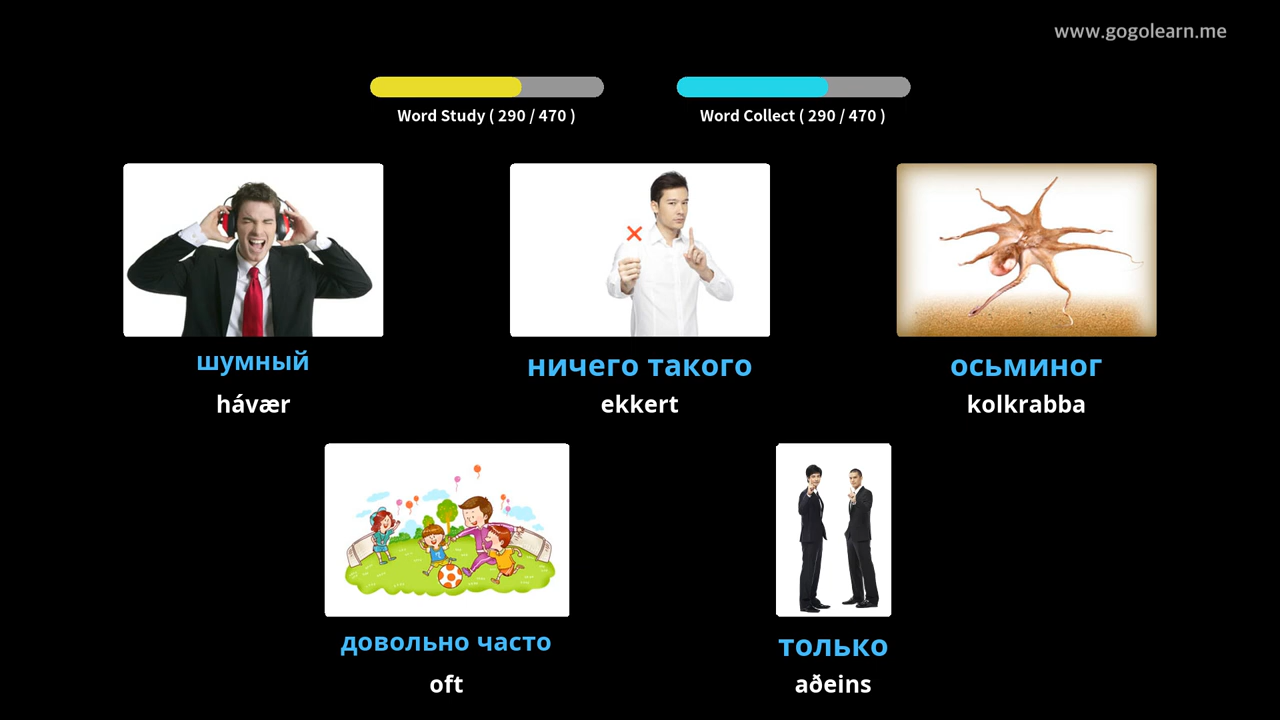 www.gogolearn.me
Word Study ( 290 / 470 )
Word Collect ( 290 / 470 )
шумный
hávær
ничего такого
ekkert
осьминог
kolkrabba
довольно часто
oft
только
aðeins